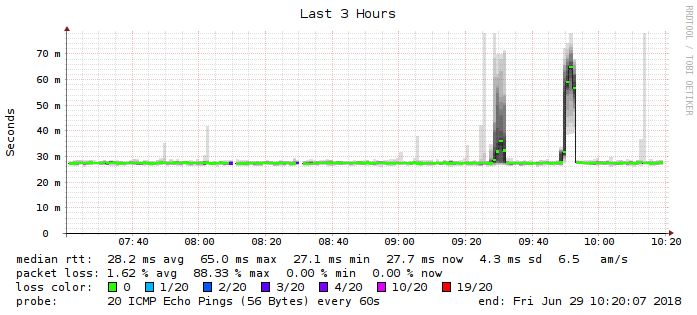 Last 3 Hours
RRDTOOL / TOBI OETIKER
Seconds
70 m
60 m
50 m
40 m
30 m
20 m
10 m
0
07:40 08:00 08:20 08:40 09:00 09:20 09:40 10:00 10:20
median rtt: 28.2 ms avg 65.0 ms max 27.1 ms min 27.7 ms now 4.3 ms sd 6.5 am/s
packet loss: 1.62 % avg 88.33 % max 0.00 % min 0.00 % now
loss color: 0 1/20 2/20 3/20 4/20 10/20 19/20
probe: 20 ICMP Echo Pings (56 Bytes) every 60s end: Fri Jun 29 10:20:07 2018